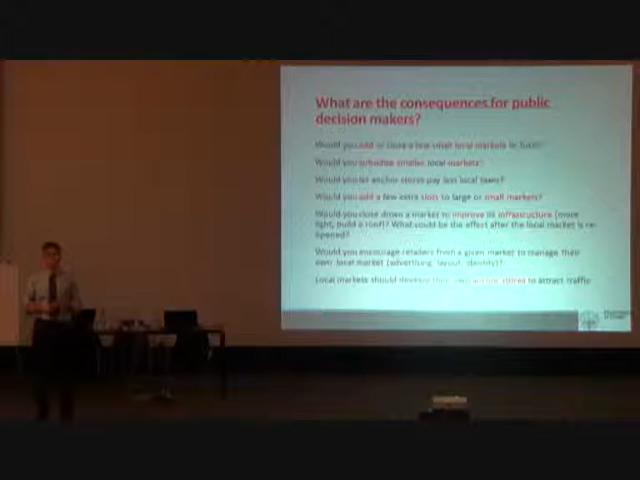 What are the consequences for public
decision makers?
Would you add or close a few small local markets in
Would you subsidise smaller local markets?
Would you let anchor stores pay less local taxes?
Would you add a few extra slots to large or small markets?
Would you close down a market to improve its infrastructure (more
light, build a roof)? What could be the effect after the local market is re-
opened?
Would you encourage retailers from a given market to manage their
own local market (advertising, layout, identity)?
Local markets should develop their own anchor stores to attract traffic